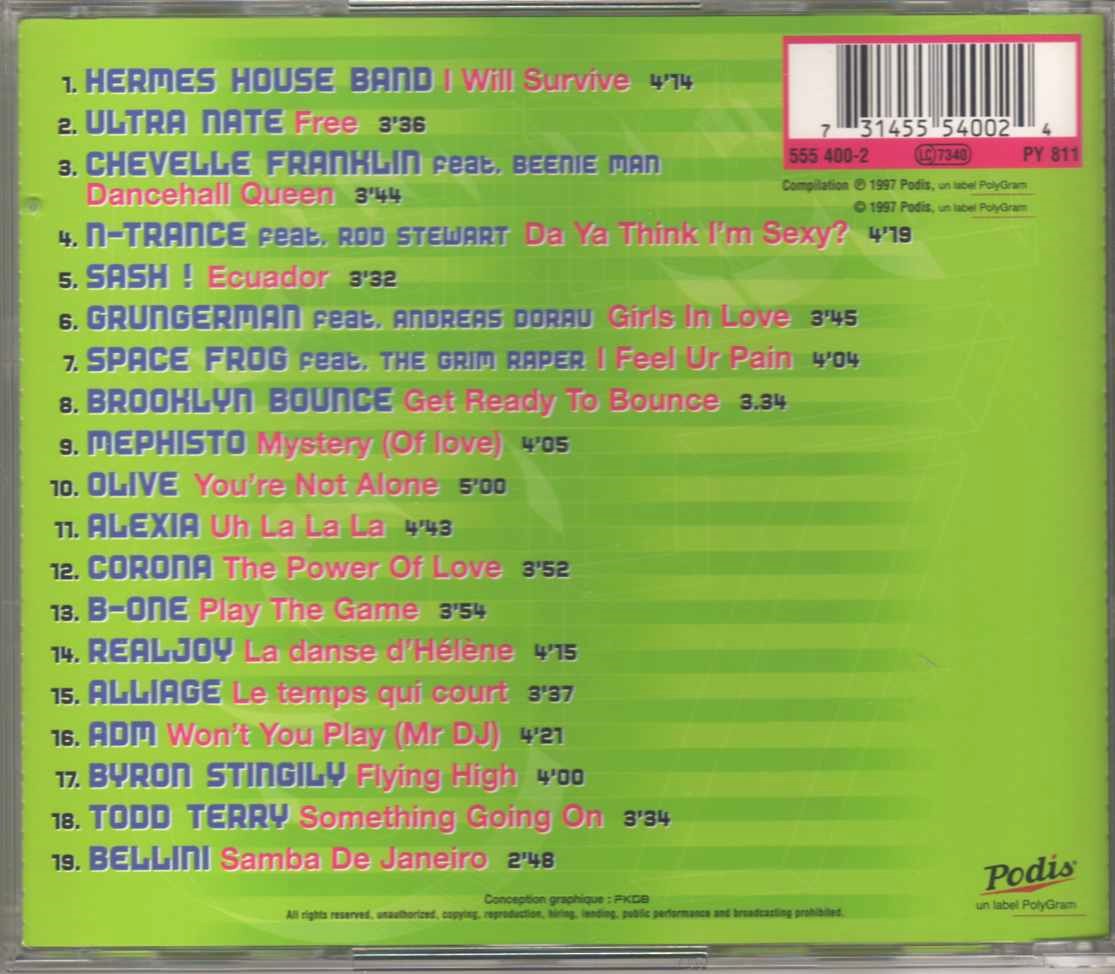 1. HERMES HOUSE BAND I Will Survive 4'14
2. ULTRA NATE Free 3'36
3. CHEVELLE FRANKLIN feat. BEENIE MAN
Dancehall Queen 3'44
4. N-TRANCE feat. ROD STEWART Da Ya Think I'm Sexy? 4'19
5. SASH ! Ecuador 3'32
6. GRUNGERMAN feat. ANDREAS DORAU Girls In Love 3'45
7. SPACE FROG feat. THE GRIM RAPER I Feel Ur Pain 4'04
8. BROOKLYN BOUNCE Get Ready To Bounce 3.34
9. MEPHISTO Mystery (Of love) 4'05
10. OLIVE You're Not Alone 5'00
11. ALEXIA Uh La La La 4'43
12. CORONA The Power Of Love 3'52
13. B-ONE Play The Game 3'54
14. REALJOY La danse d'Hélène 4'15
15. ALLIAGE Le temps qui court 3'37
16. ADM Won't You Play (Mr DJ) 4'21
17. BYRON STINGILY Flying High 4'00
18. TODD TERRY Something Going On 3'34
19. BELLINI Samba De Janeiro 2'48
7 31455 54002 4
555 400-2 LC 7340 PY 811
Compilation ℗ 1997 Podis, un label PolyGram
© 1997 Podis, un label PolyGram
Conception graphique : FKGB
All rights reserved, unauthorized, copying, reproduction, hiring, lending, public performance and broadcasting prohibited.
Podis
un label PolyGram